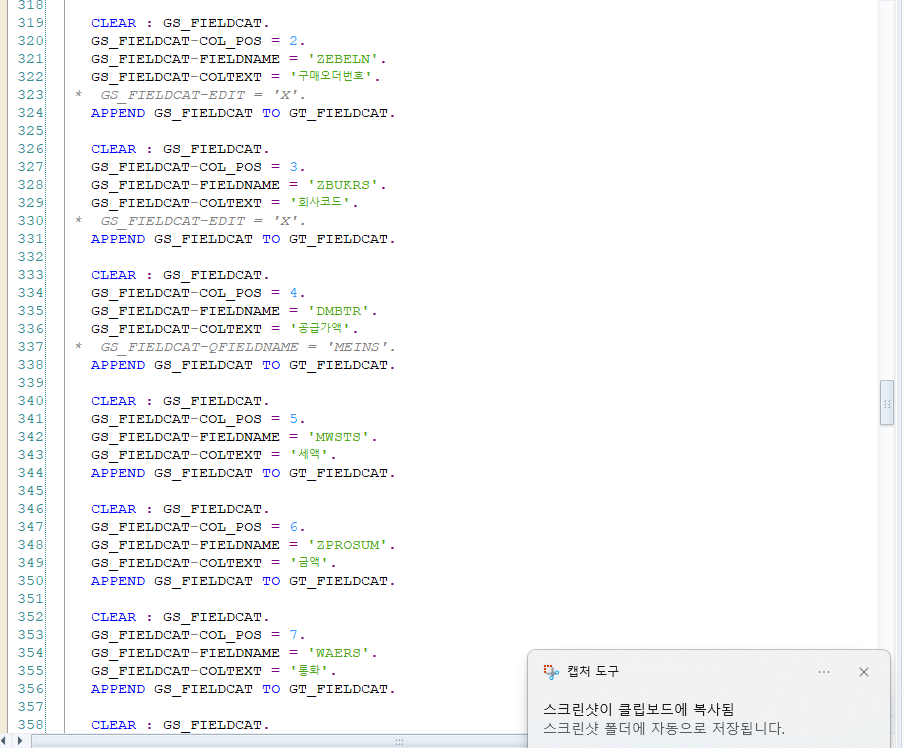 318
319 CLEAR : GS_FIELDCAT.
320 GS_FIELDCAT-COL_POS = 2.
321 GS_FIELDCAT-FIELDNAME = 'ZEBELN'.
322 GS_FIELDCAT-COLTEXT = '구매오더번호'.
323 * GS_FIELDCAT-EDIT = 'X'.
324 APPEND GS_FIELDCAT TO GT_FIELDCAT.
325
326 CLEAR : GS_FIELDCAT.
327 GS_FIELDCAT-COL_POS = 3.
328 GS_FIELDCAT-FIELDNAME = 'ZBUKRS'.
329 GS_FIELDCAT-COLTEXT = '회사코드'.
330 * GS_FIELDCAT-EDIT = 'X'.
331 APPEND GS_FIELDCAT TO GT_FIELDCAT.
332
333 CLEAR : GS_FIELDCAT.
334 GS_FIELDCAT-COL_POS = 4.
335 GS_FIELDCAT-FIELDNAME = 'DMBTR'.
336 GS_FIELDCAT-COLTEXT = '공급가액'.
337 * GS_FIELDCAT-QFIELDNAME = 'MEINS'.
338 APPEND GS_FIELDCAT TO GT_FIELDCAT.
339
340 CLEAR : GS_FIELDCAT.
341 GS_FIELDCAT-COL_POS = 5.
342 GS_FIELDCAT-FIELDNAME = 'MWSTS'.
343 GS_FIELDCAT-COLTEXT = '세액'.
344 APPEND GS_FIELDCAT TO GT_FIELDCAT.
345
346 CLEAR : GS_FIELDCAT.
347 GS_FIELDCAT-COL_POS = 6.
348 GS_FIELDCAT-FIELDNAME = 'ZPROSUM'.
349 GS_FIELDCAT-COLTEXT = '금액'.
350 APPEND GS_FIELDCAT TO GT_FIELDCAT.
351
352 CLEAR : GS_FIELDCAT.
353 GS_FIELDCAT-COL_POS = 7.
354 GS_FIELDCAT-FIELDNAME = 'WAERS'.
355 GS_FIELDCAT-COLTEXT = '통화'.
356 APPEND GS_FIELDCAT TO GT_FIELDCAT.
357
358 CLEAR : GS_FIELDCAT.
캡처 도구
스크린샷이 클립보드에 복사됨
스크린샷 폴더에 자동으로 저장됩니다.